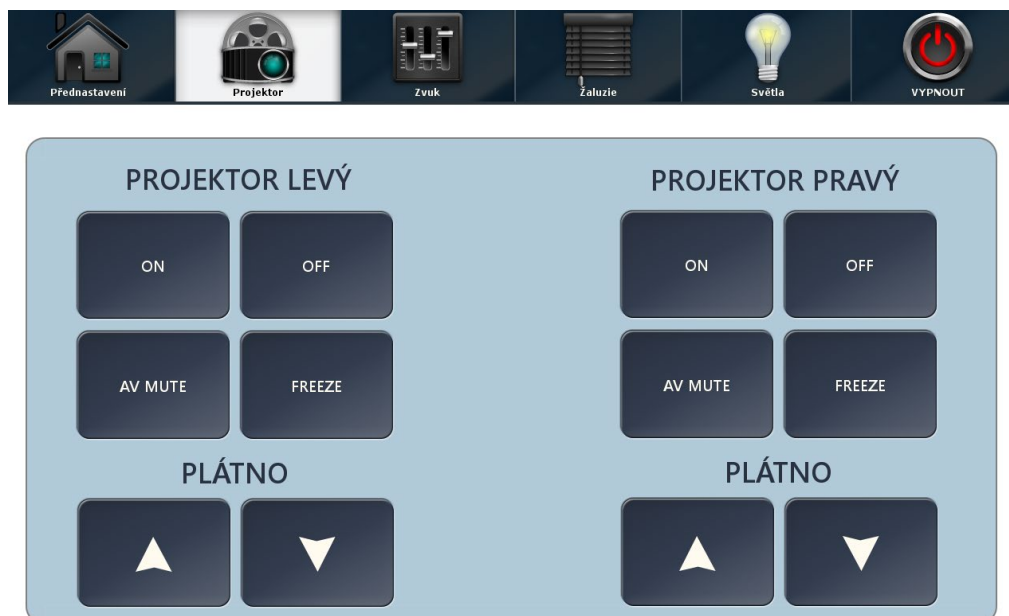 Přednastavení Projektor Zvuk Žaluzie Světla VYPNOUT
PROJEKTOR LEVÝ PROJEKTOR PRAVÝ
ON OFF ON OFF
AV MUTE FREEZE AV MUTE FREEZE
PLÁTNO PLÁTNO